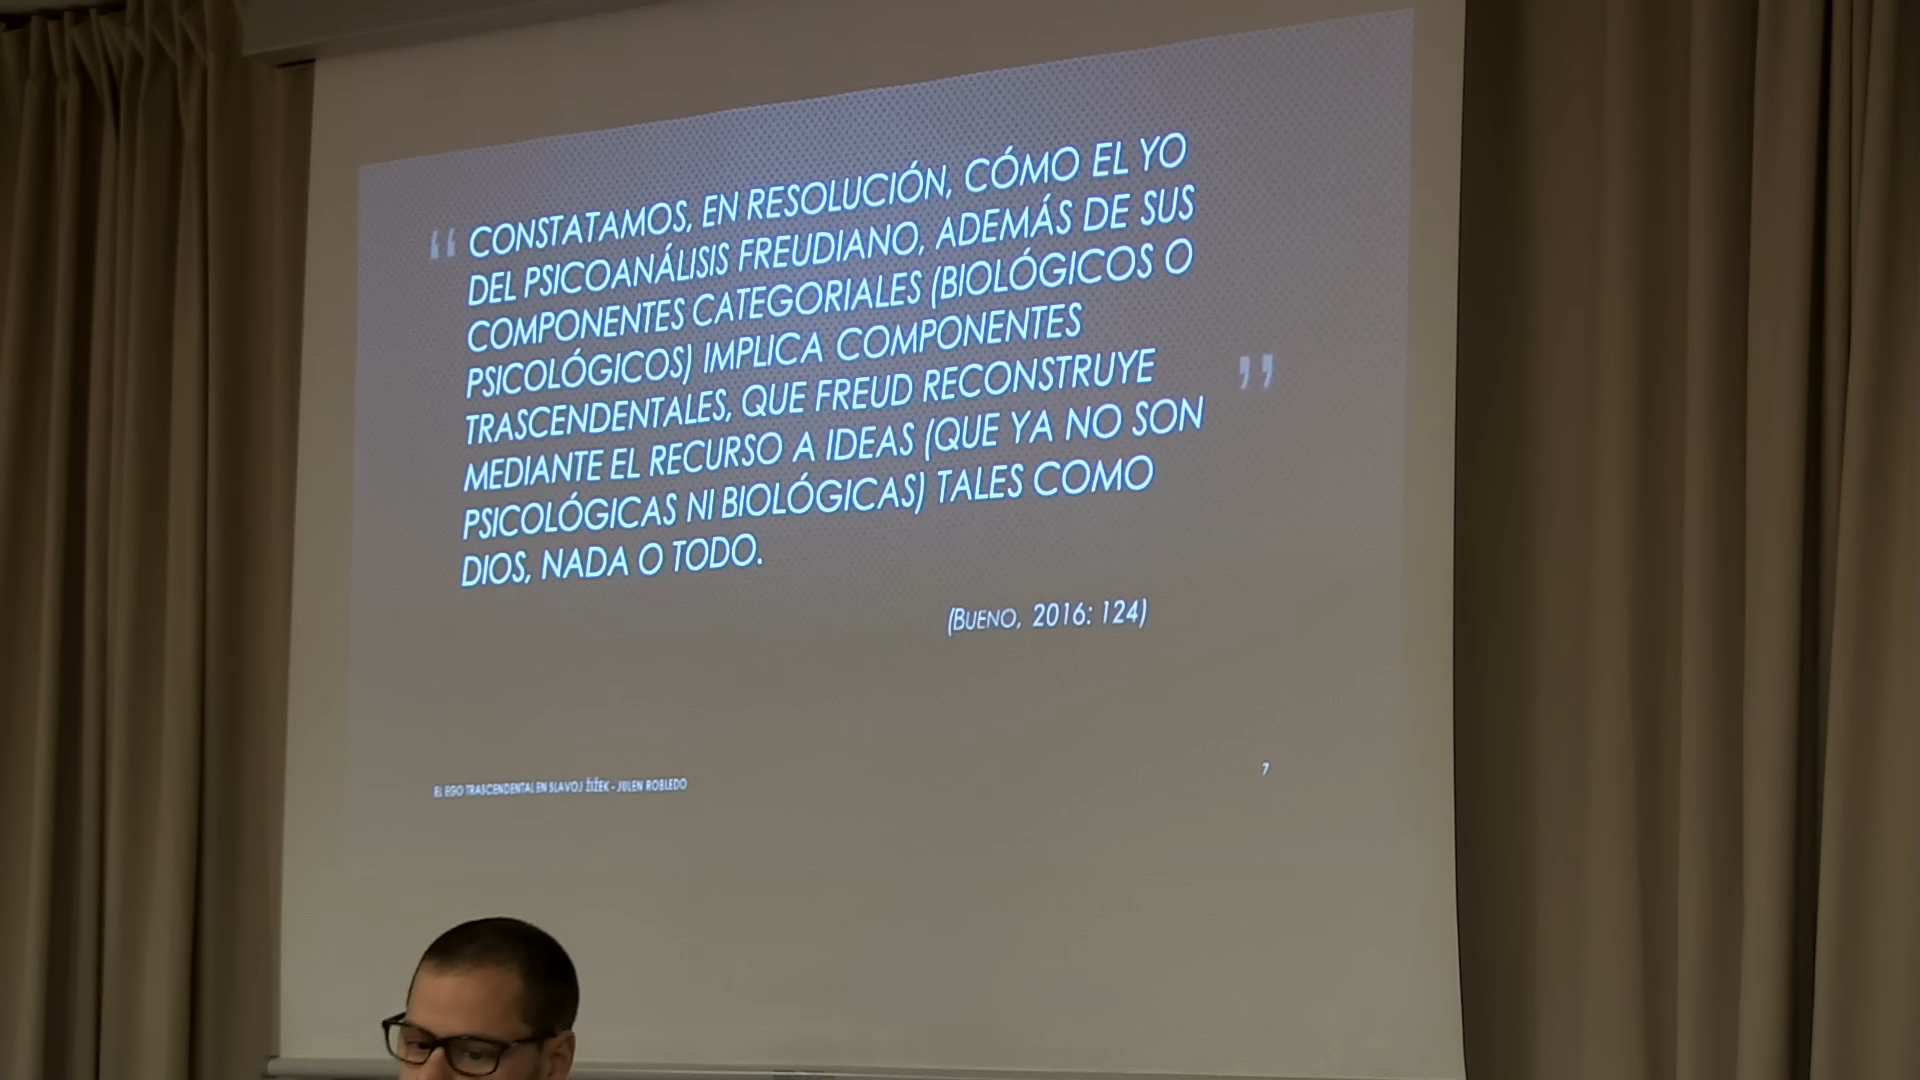 “ CONSTATAMOS, EN RESOLUCIÓN, CÓMO EL YO
DEL PSICOANÁLISIS FREUDIANO, ADEMÁS DE SUS
COMPONENTES CATEGORIALES (BIOLÓGICOS O
PSICOLÓGICOS) IMPLICA COMPONENTES
TRASCENDENTALES, QUE FREUD RECONSTRUYE ”
MEDIANTE EL RECURSO A IDEAS (QUE YA NO SON
PSICOLÓGICAS NI BIOLÓGICAS) TALES COMO
DIOS, NADA O TODO.
(BUENO, 2016: 124)
EL EGO TRASCENDENTAL EN SLAVOJ ŽIŽEK - JULEN ROBLEDO
7